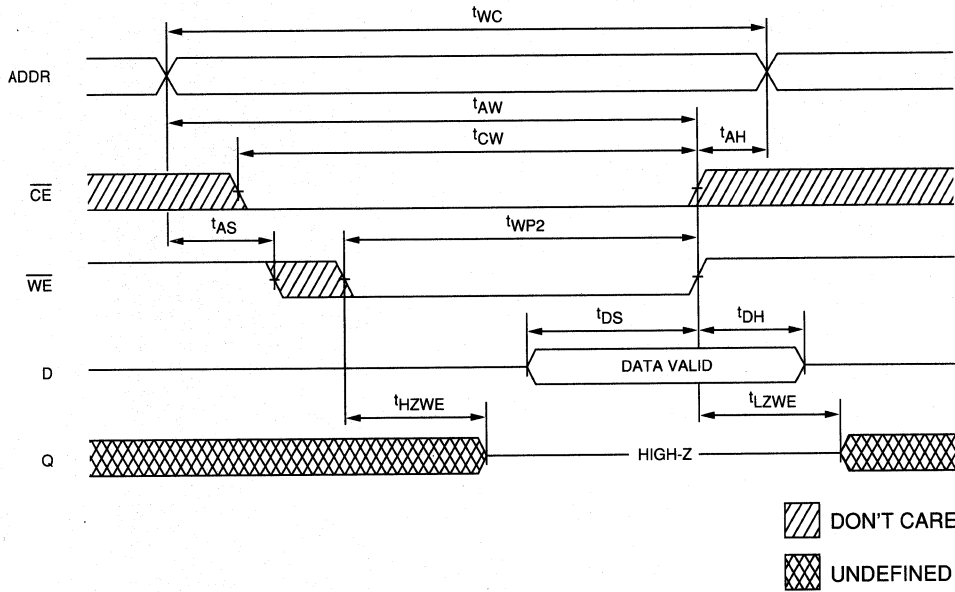 tWC
ADDR
tAW
tCW
tAH
CE
tAS
tWP2
WE
tDS
tDH
D
DATA VALID
tHZWE
tLZWE
Q
HIGH-Z
DON'T CARE
UNDEFINED